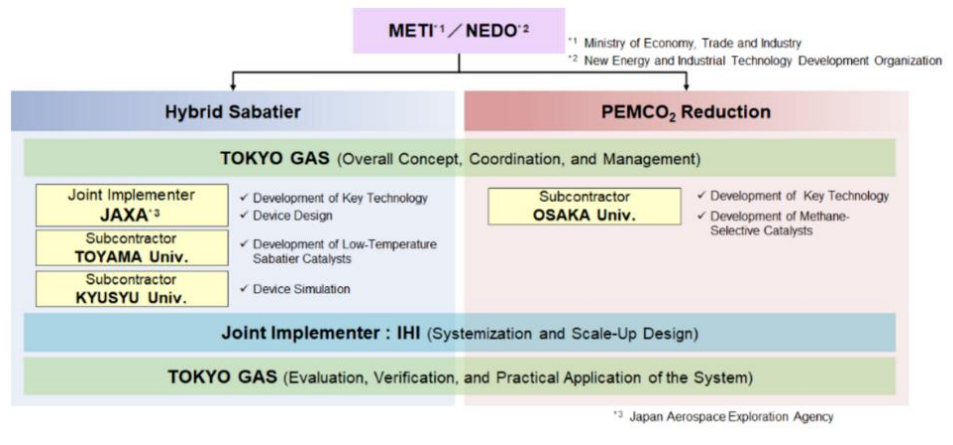 METI*1／NEDO*2
*1 Ministry of Economy, Trade and Industry
*2 New Energy and Industrial Technology Development Organization
Hybrid Sabatier
PEMCO₂ Reduction
TOKYO GAS (Overall Concept, Coordination, and Management)
Joint Implementer
JAXA*3
✓ Development of Key Technology
✓ Device Design
Subcontractor
TOYAMA Univ.
✓ Development of Low-Temperature
Sabatier Catalysts
Subcontractor
KYUSYU Univ.
✓ Device Simulation
Subcontractor
OSAKA Univ.
✓ Development of Key Technology
✓ Development of Methane-
Selective Catalysts
Joint Implementer : IHI (Systemization and Scale-Up Design)
TOKYO GAS (Evaluation, Verification, and Practical Application of the System)
*3 Japan Aerospace Exploration Agency